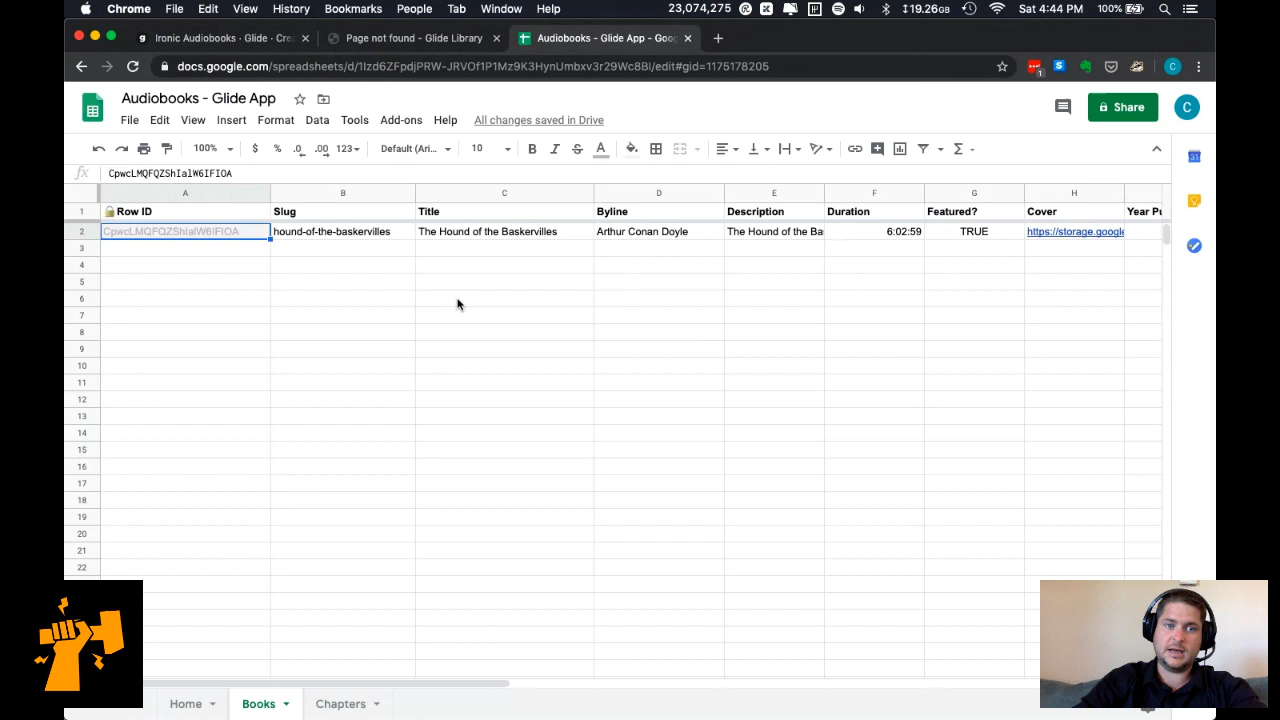 Chrome File Edit View History Bookmarks People Tab Window Help 23,074,275 19.26GB Sat 4:44 PM 100%
Ironic Audiobooks · Glide · Cre Page not found - Glide Library Audiobooks - Glide App - Goo
docs.google.com/spreadsheets/d/1Izd6ZFpdjPRW-JRVOf1P1Mz9K3HynUmbxv3r29Wc8BI/edit#gid=1175178205
Audiobooks - Glide App
Share C
File Edit View Insert Format Data Tools Add-ons Help All changes saved in Drive
100% $ % .0 .00 123 Default (Ari... 10 B I S A Σ
fx CpwcLMQFQZShIalW6IFIOA
A B C D E F G H
1 Row ID Slug Title Byline Description Duration Featured? Cover Year Pu
2 CpwcLMQFQZShIalW6IFIOA hound-of-the-baskervilles The Hound of the Baskervilles Arthur Conan Doyle The Hound of the Bas 6:02:59 TRUE https://storage.google
3
4
5
6
7
8
9
10
11
12
13
14
15
16
17
18
19
20
21
22
Home Books Chapters